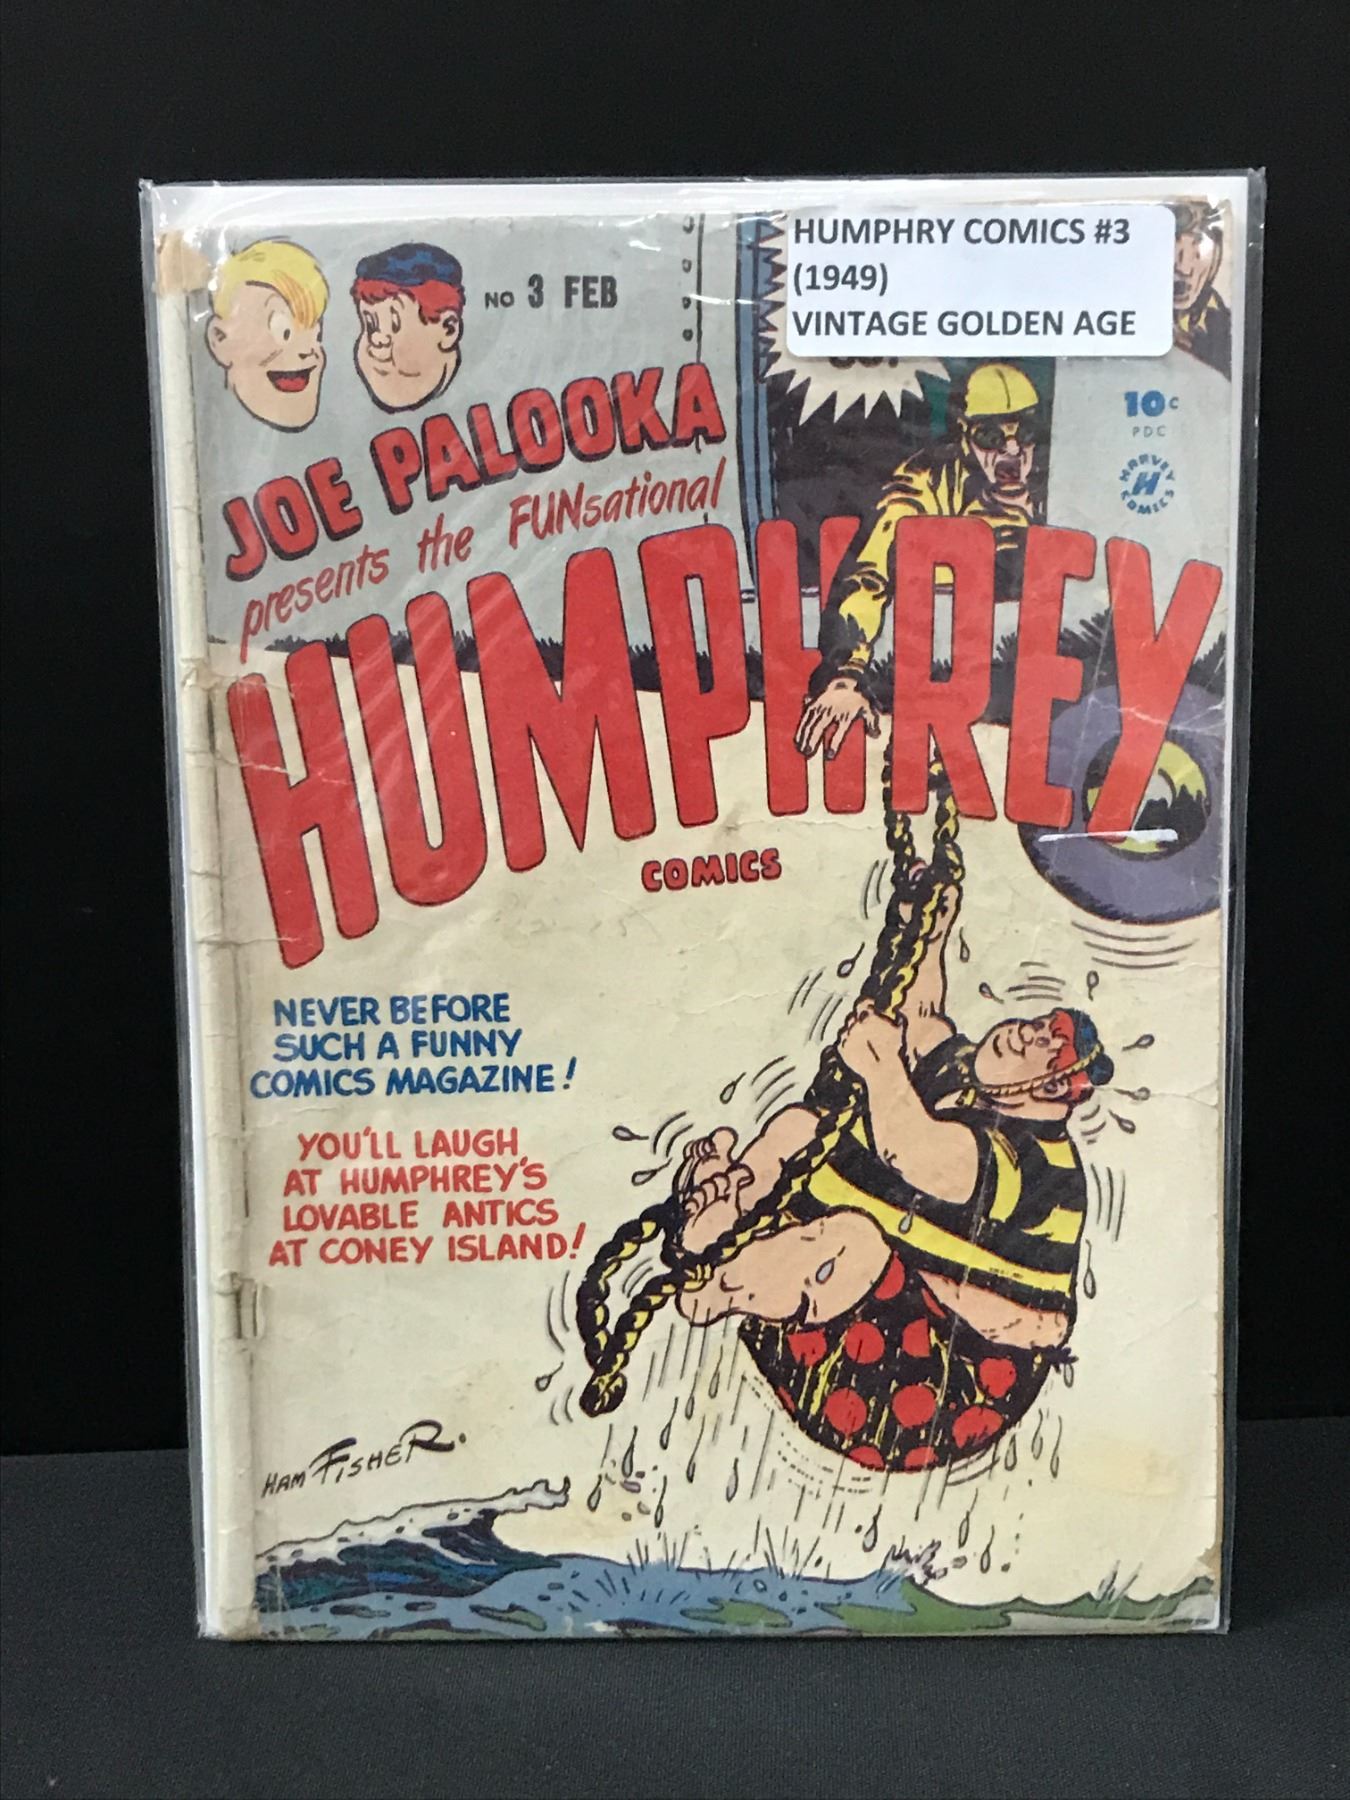 HUMPHRY COMICS #3
(1949)
VINTAGE GOLDEN AGE
NO 3 FEB
10¢
PDC
HARVEY
H
COMICS
JOE PALOOKA
presents the FUNsational
HUMPHREY
COMICS
NEVER BEFORE
SUCH A FUNNY
COMICS MAGAZINE!
YOU'LL LAUGH
AT HUMPHREY'S
LOVABLE ANTICS
AT CONEY ISLAND!
HAM FISHER.